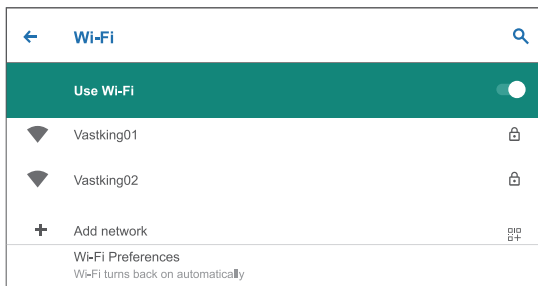 Wi-Fi
Use Wi-Fi
Vastking01
Vastking02
Add network
Wi-Fi Preferences
Wi-Fi turns back on automatically